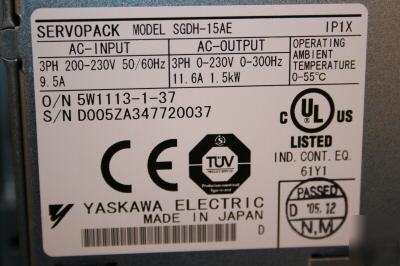 SERVOPACK MODEL SGDH-15AE IP1X
AC-INPUT AC-OUTPUT OPERATING AMBIENT TEMPERATURE 0-55℃
3PH 200-230V 50/60Hz 3PH 0-230V 0-300Hz
9.5A 11.6A 1.5kW
O/N 5W1113-1-37
S/N D005ZA347720037
CE
TÜV
C UL US
LISTED
IND. CONT. EQ.
61Y1
YASKAWA ELECTRIC
MADE IN JAPAN
D
PASSED
D '05.12
N.M